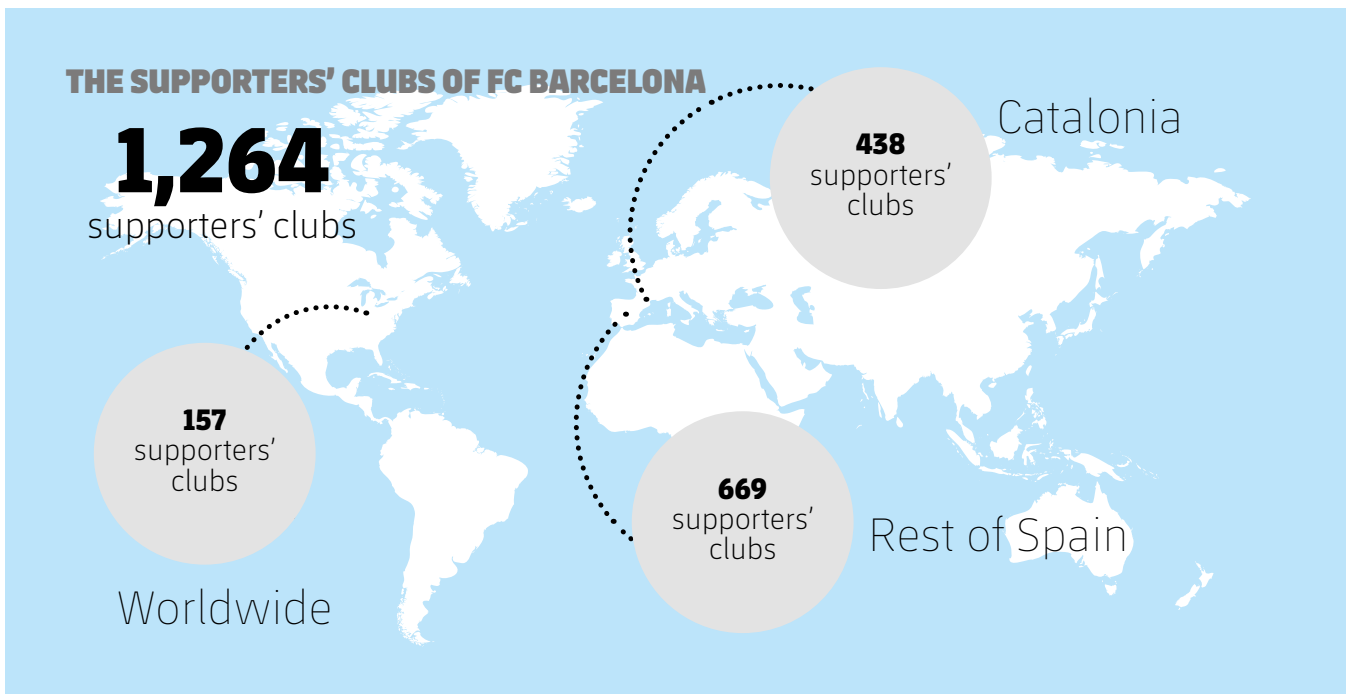 THE SUPPORTERS’ CLUBS OF FC BARCELONA
1,264
supporters’ clubs
438
supporters’
clubs
Catalonia
157
supporters’
clubs
Worldwide
669
supporters’
clubs
Rest of Spain